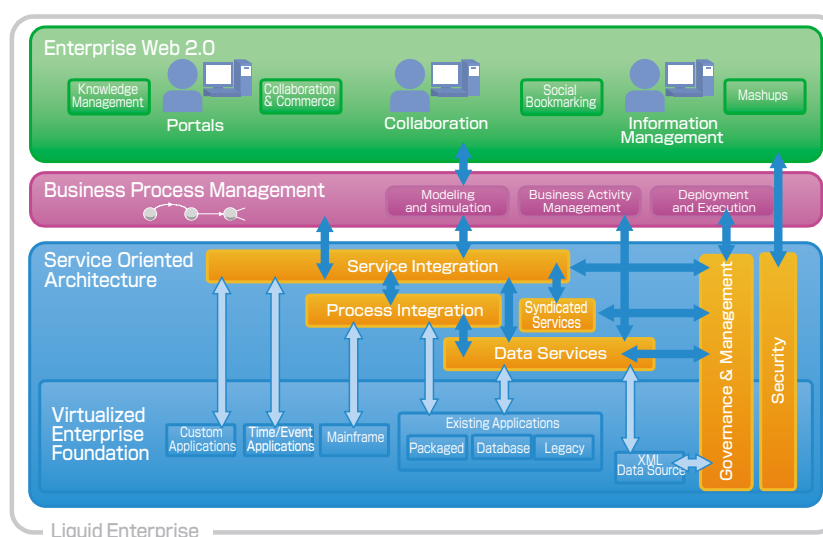 Enterprise Web 2.0
Knowledge
Management
Portals
Collaboration
& Commerce
Collaboration
Social
Bookmarking
Information
Management
Mashups
Business Process Management
Modeling
and simulation
Business Activity
Management
Deployment
and Execution
Service Oriented
Architecture
Service Integration
Process Integration
Syndicated
Services
Data Services
Governance & Management
Security
Virtualized
Enterprise
Foundation
Custom
Applications
Time/Event
Applications
Mainframe
Existing Applications
Packaged
Database
Legacy
XML
Data Source
Liquid Enterprise